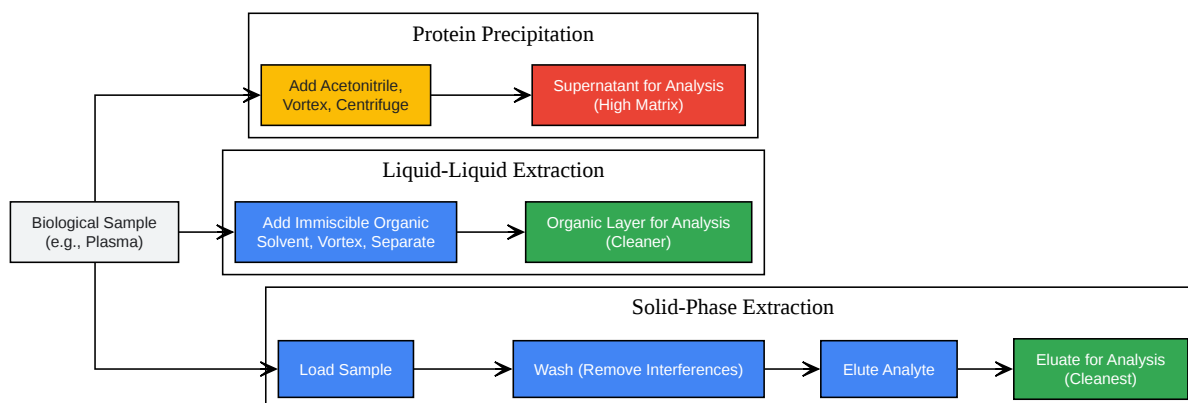 Protein Precipitation
Add Acetonitrile,
Vortex, Centrifuge
Supernatant for Analysis
(High Matrix)
Liquid-Liquid Extraction
Biological Sample
(e.g., Plasma)
Add Immiscible Organic
Solvent, Vortex, Separate
Organic Layer for Analysis
(Cleaner)
Solid-Phase Extraction
Load Sample
Wash (Remove Interferences)
Elute Analyte
Eluate for Analysis
(Cleanest)